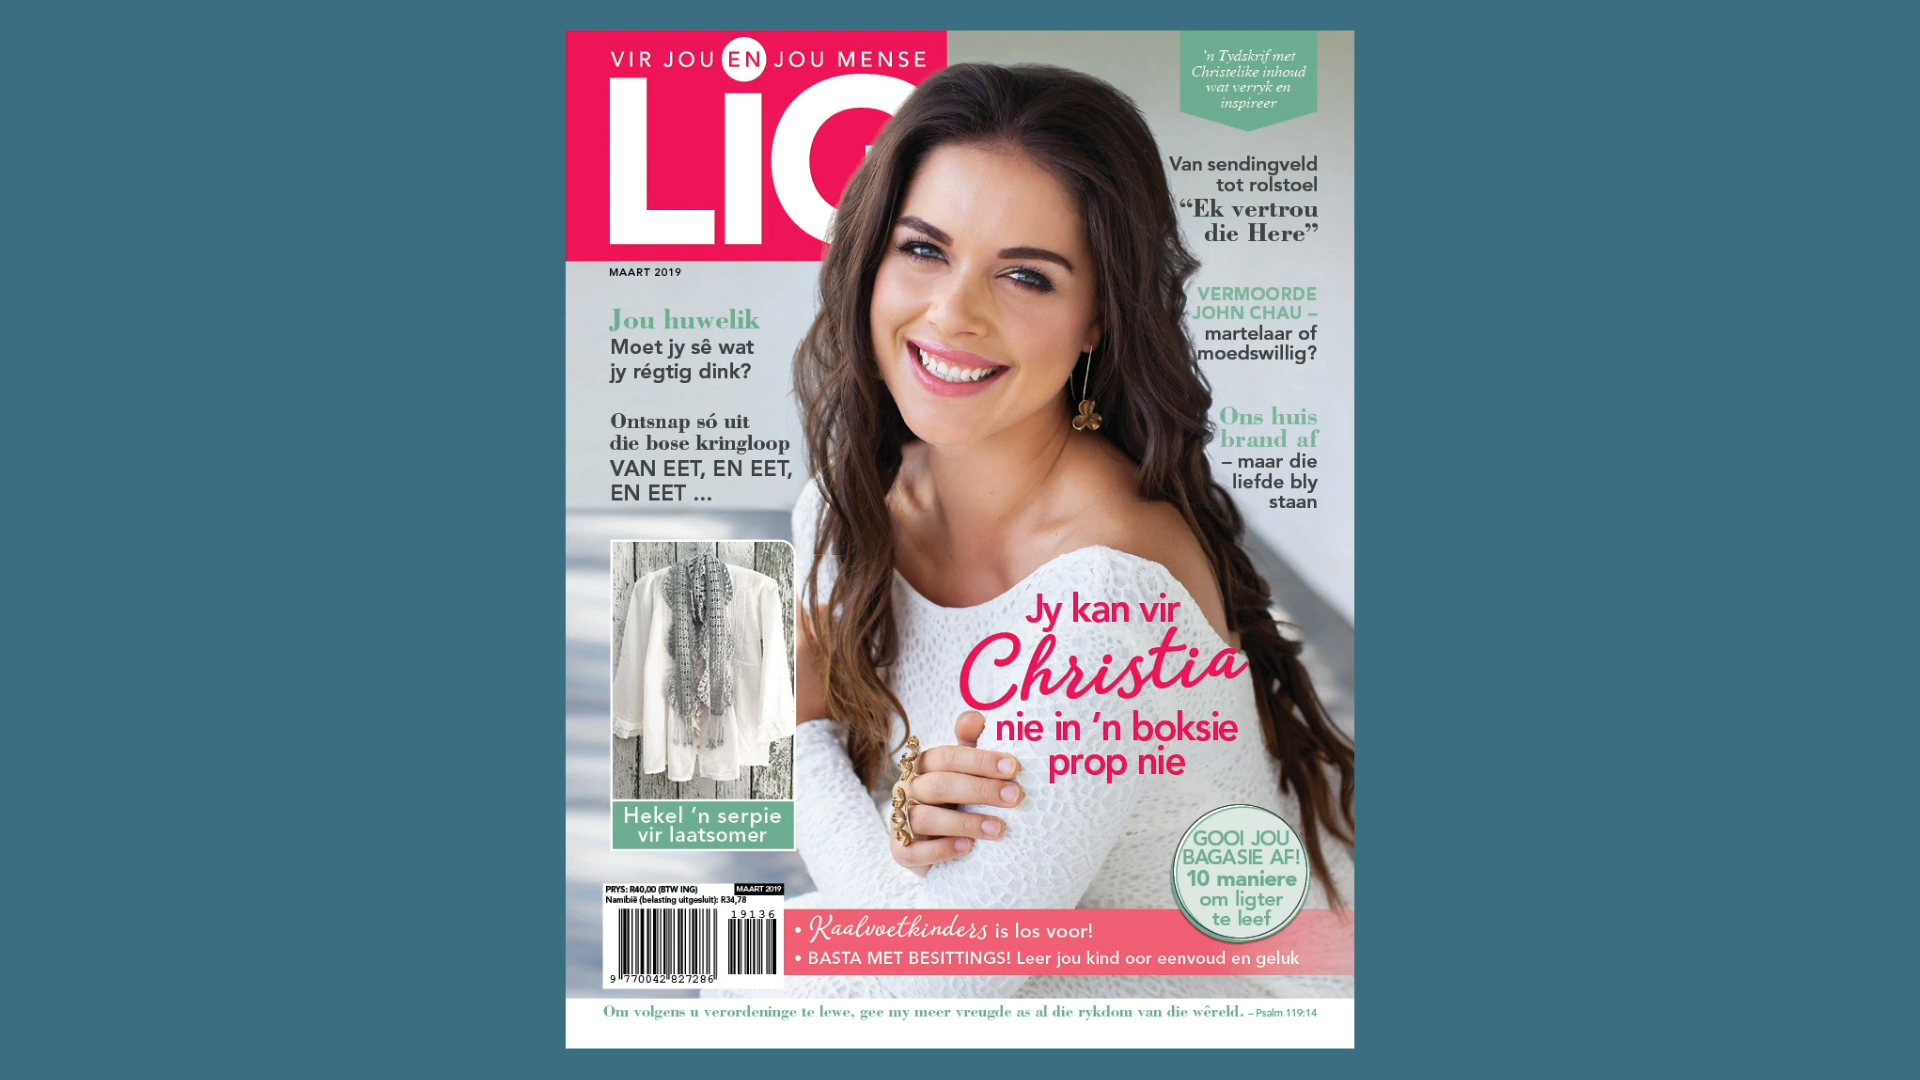 VIR JOU EN JOU MENSE
LiG
MAART 2019
'n Tydskrif met
Christelike inhoud
wat verryk en
inspireer
Van sendingveld
tot rolstoel
“Ek vertrou
die Here”
VERMOORDE
JOHN CHAU –
martelaar of
moedswillig?
Ons huis
brand af
– maar die
liefde bly
staan
Jou huwelik
Moet jy sê wat
jy régtig dink?
Ontsnap só uit
die bose kringloop
VAN EET, EN EET,
EN EET ...
Hekel ’n serpie
vir laatsomer
Jy kan vir
Christia
nie in ’n boksie
prop nie
GOOI JOU
BAGASIE AF!
10 maniere
om ligter
te leef
PRYS: R40,00 (BTW ING)
MAART 2019
Namibië (belasting uitgesluit): R34,78
19136
9 770042 827286
• Kaalvoetkinders is los voor!
• BASTA MET BESITTINGS! Leer jou kind oor eenvoud en geluk
Om volgens u verordeninge te lewe, gee my meer vreugde as al die rykdom van die wêreld. – Psalm 119:14